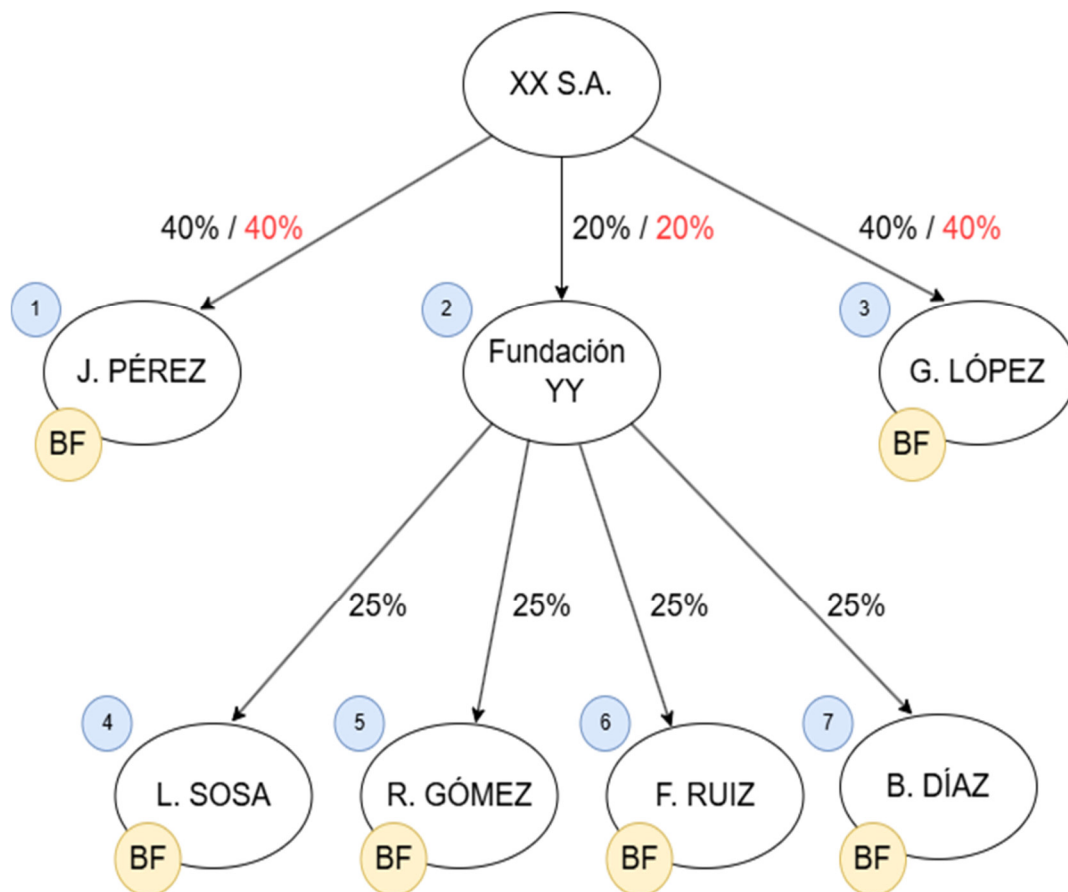 XX S.A.
40% / 40%
20% / 20%
40% / 40%
1
2
3
J. PÉREZ
Fundación
YY
G. LÓPEZ
BF
BF
25%
25%
25%
25%
4
5
6
7
L. SOSA
R. GÓMEZ
F. RUIZ
B. DÍAZ
BF
BF
BF
BF